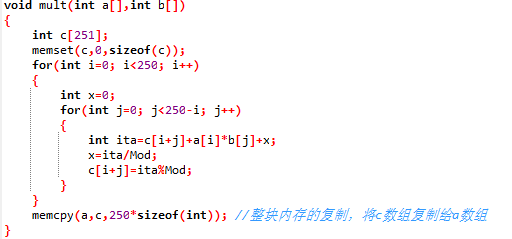 void mult(int a[],int b[])
{
    int c[251];
    memset(c,0,sizeof(c));
    for(int i=0; i<250; i++)
    {
        int x=0;
        for(int j=0; j<250-i; j++)
        {
            int ita=c[i+j]+a[i]*b[j]+x;
            x=ita/Mod;
            c[i+j]=ita%Mod;
        }
    }
    memcpy(a,c,250*sizeof(int)); //整块内存的复制，将c数组复制给a数组
}